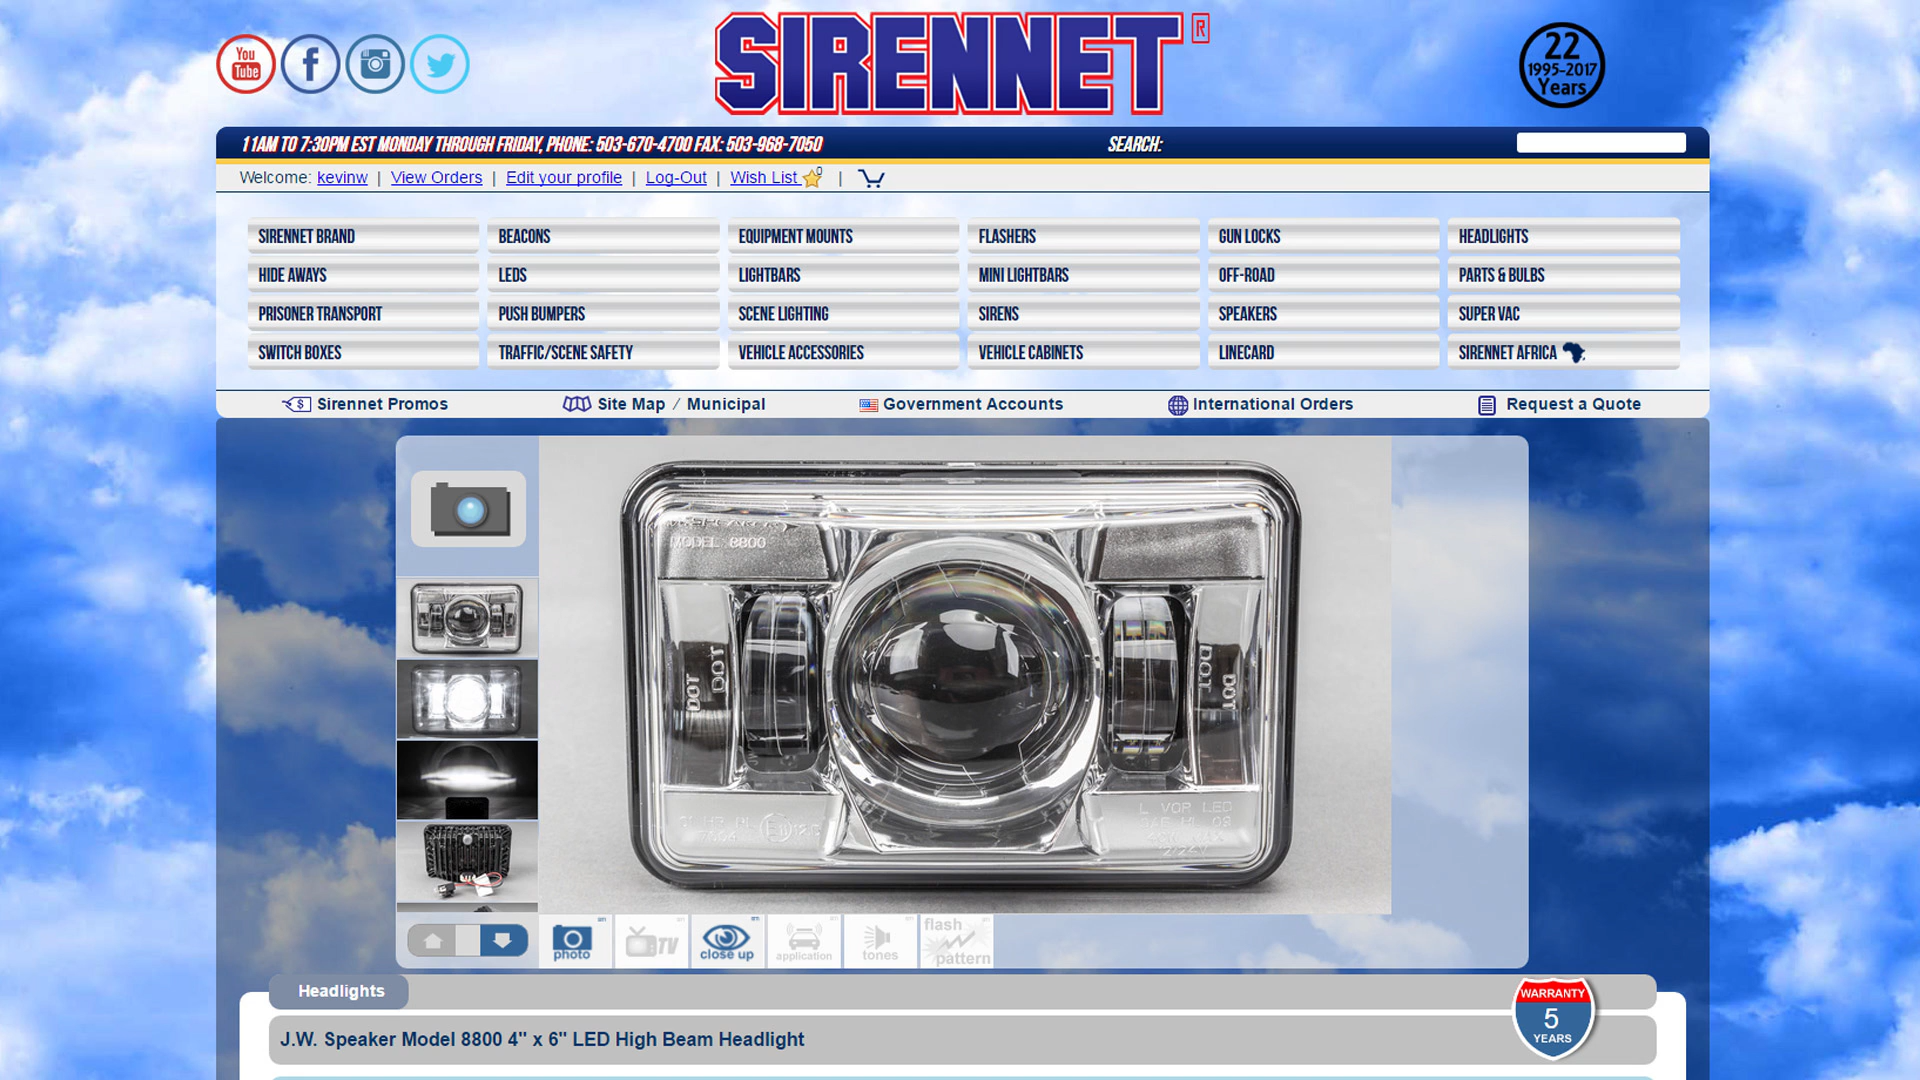 You
Tube
SIRENNET®
22
1995-2017
Years
11AM TO 7:30PM EST MONDAY THROUGH FRIDAY, PHONE: 503-670-4700 FAX: 503-968-7050
SEARCH:
Welcome: kevinw | View Orders | Edit your profile | Log-Out | Wish List 0 |
SIRENNET BRAND
BEACONS
EQUIPMENT MOUNTS
FLASHERS
GUN LOCKS
HEADLIGHTS
HIDE AWAYS
LEDS
LIGHTBARS
MINI LIGHTBARS
OFF-ROAD
PARTS & BULBS
PRISONER TRANSPORT
PUSH BUMPERS
SCENE LIGHTING
SIRENS
SPEAKERS
SUPER VAC
SWITCH BOXES
TRAFFIC/SCENE SAFETY
VEHICLE ACCESSORIES
VEHICLE CABINETS
LINECARD
SIRENNET AFRICA
Sirennet Promos
Site Map / Municipal
Government Accounts
International Orders
Request a Quote
MODEL 8800
DOT
DOT
DOT
DOT
L VOR LED
photo
TV
close up
application
tones
flash
pattern
Headlights
WARRANTY
5
YEARS
J.W. Speaker Model 8800 4" x 6" LED High Beam Headlight